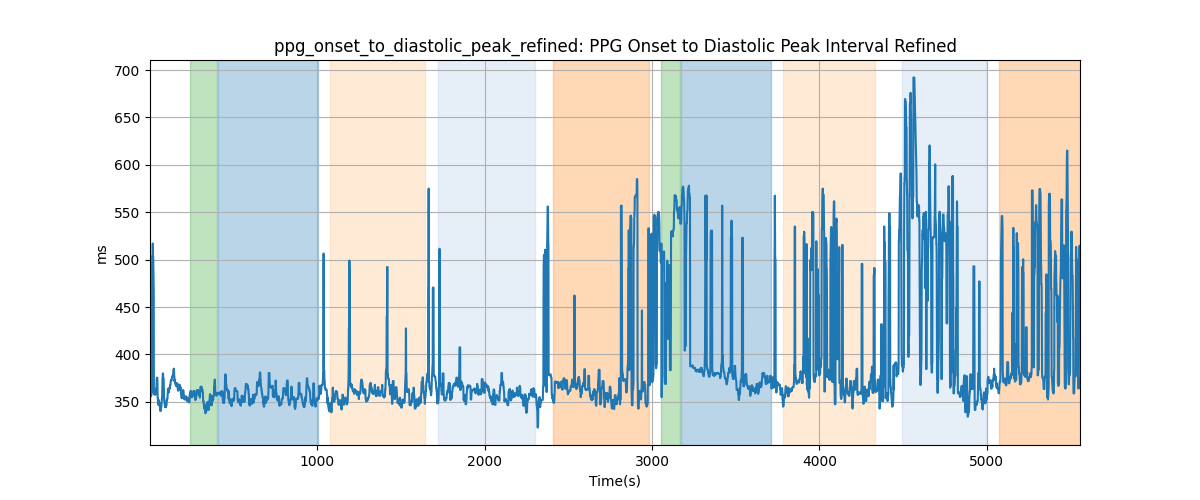 ppg_onset_to_diastolic_peak_refined: PPG Onset to Diastolic Peak Interval Refined
700
650
600
550
500
450
400
350
ms
1000 2000 3000 4000 5000
Time(s)